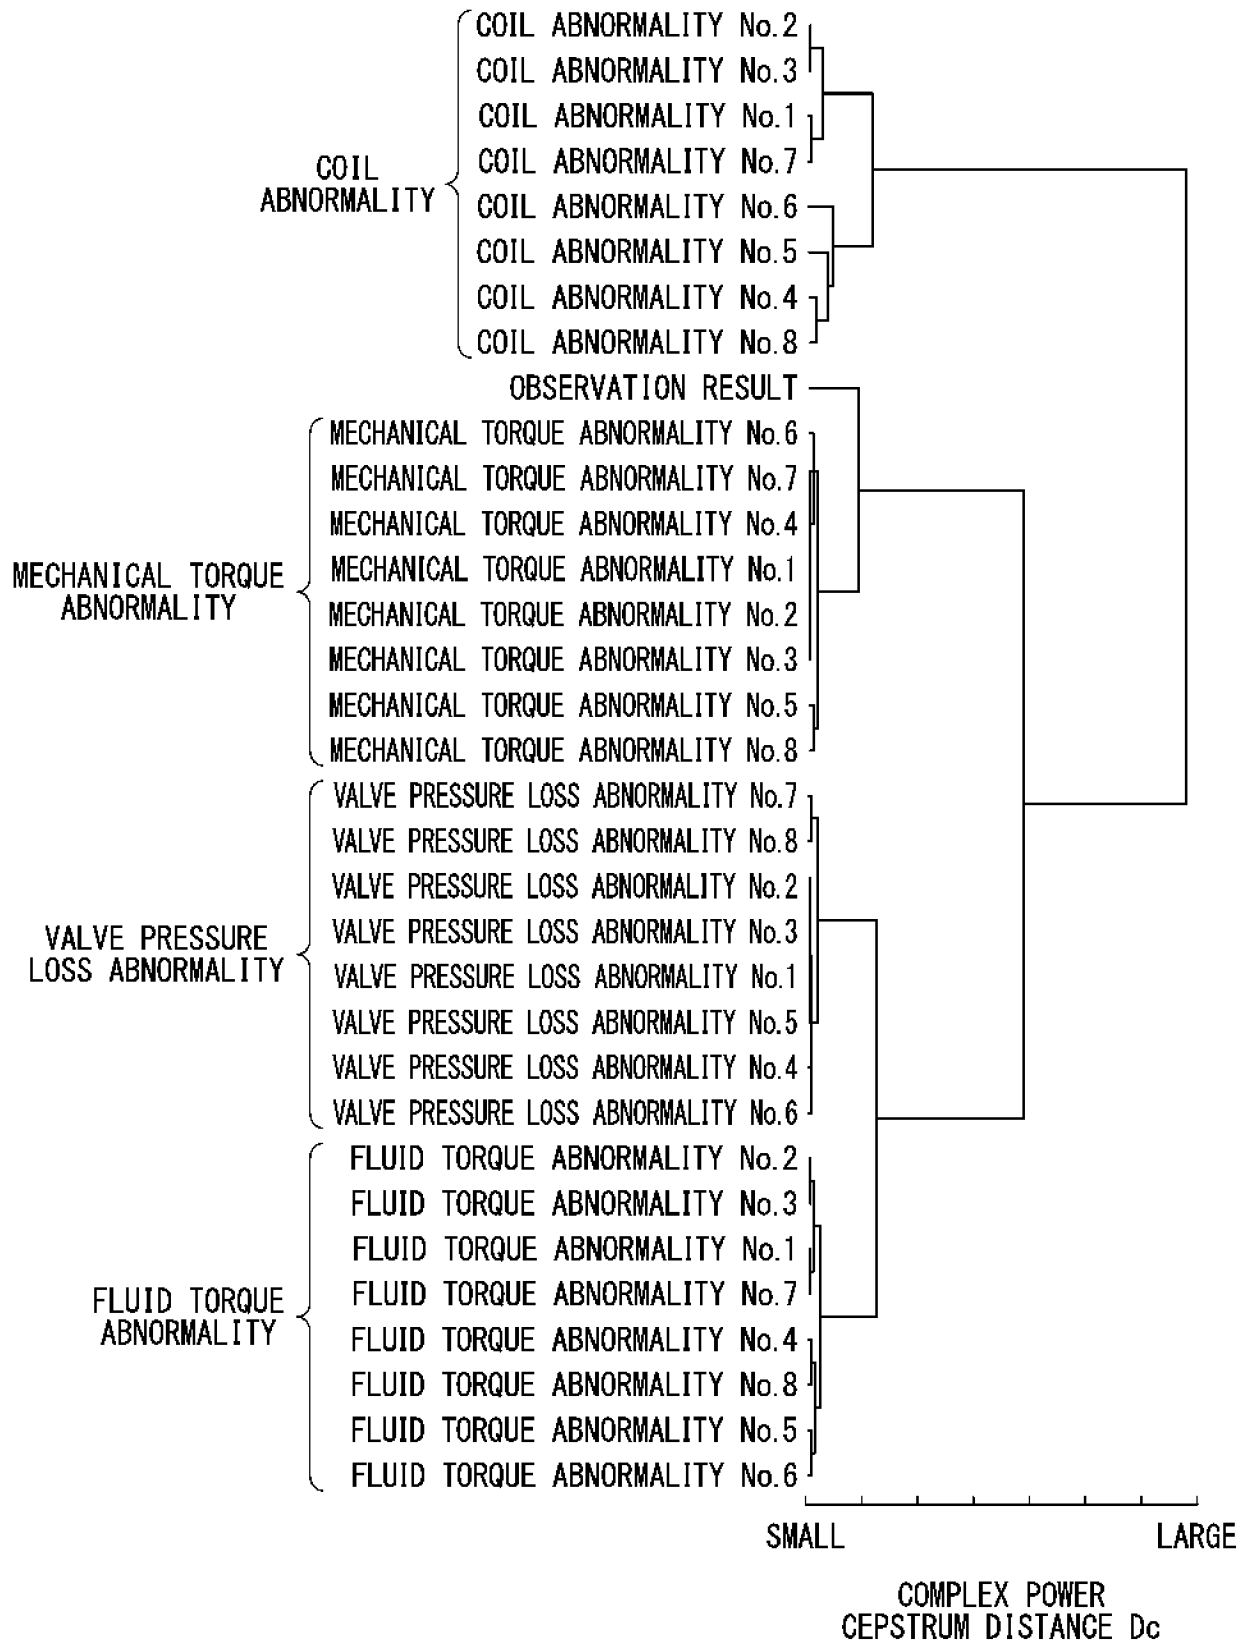 COIL ABNORMALITY No.2
COIL ABNORMALITY No.3
COIL ABNORMALITY No.1
COIL ABNORMALITY No.7
COIL ABNORMALITY No.6
COIL ABNORMALITY No.5
COIL ABNORMALITY No.4
COIL ABNORMALITY No.8
COIL
ABNORMALITY
OBSERVATION RESULT
MECHANICAL TORQUE ABNORMALITY No.6
MECHANICAL TORQUE ABNORMALITY No.7
MECHANICAL TORQUE ABNORMALITY No.4
MECHANICAL TORQUE ABNORMALITY No.1
MECHANICAL TORQUE ABNORMALITY No.2
MECHANICAL TORQUE ABNORMALITY No.3
MECHANICAL TORQUE ABNORMALITY No.5
MECHANICAL TORQUE ABNORMALITY No.8
MECHANICAL TORQUE
ABNORMALITY
VALVE PRESSURE LOSS ABNORMALITY No.7
VALVE PRESSURE LOSS ABNORMALITY No.8
VALVE PRESSURE LOSS ABNORMALITY No.2
VALVE PRESSURE LOSS ABNORMALITY No.3
VALVE PRESSURE LOSS ABNORMALITY No.1
VALVE PRESSURE LOSS ABNORMALITY No.5
VALVE PRESSURE LOSS ABNORMALITY No.4
VALVE PRESSURE LOSS ABNORMALITY No.6
VALVE PRESSURE
LOSS ABNORMALITY
FLUID TORQUE ABNORMALITY No.2
FLUID TORQUE ABNORMALITY No.3
FLUID TORQUE ABNORMALITY No.1
FLUID TORQUE ABNORMALITY No.7
FLUID TORQUE ABNORMALITY No.4
FLUID TORQUE ABNORMALITY No.8
FLUID TORQUE ABNORMALITY No.5
FLUID TORQUE ABNORMALITY No.6
FLUID TORQUE
ABNORMALITY
SMALL
LARGE
COMPLEX POWER
CEPSTRUM DISTANCE Dc